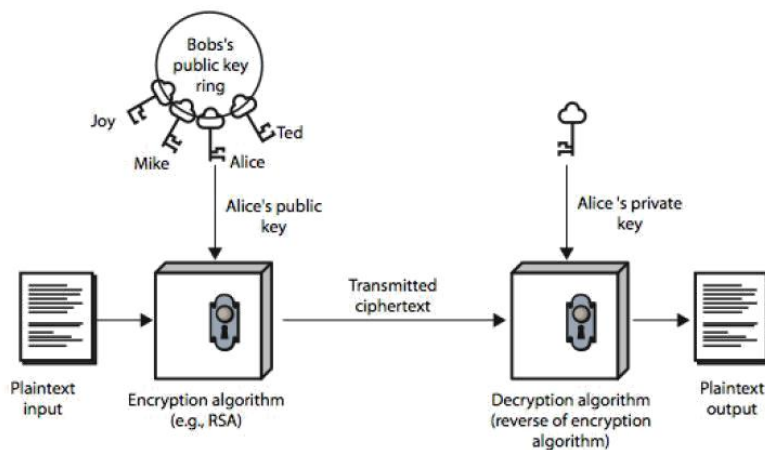 Bobs's
public key
ring
Joy
Ted
Mike
Alice
Alice's public
key
Alice 's private
key
Transmitted
ciphertext
Plaintext
input
Encryption algorithm
(e.g., RSA)
Decryption algorithm
(reverse of encryption
algorithm)
Plaintext
output